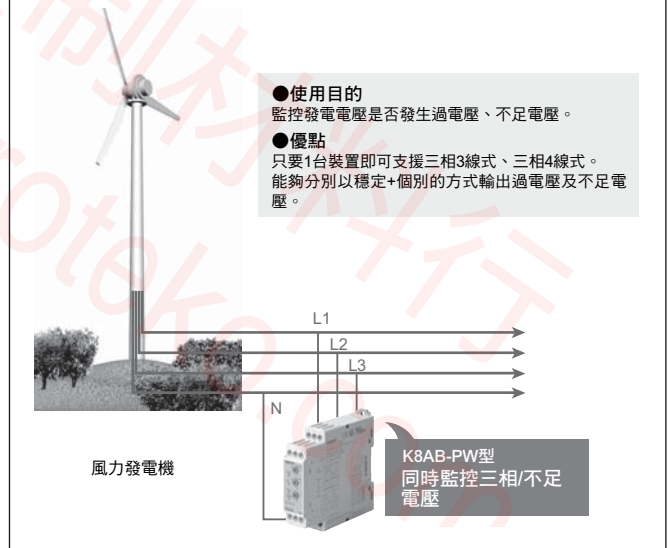 ●使用目的
監控發電電壓是否發生過電壓、不足電壓。
●優點
只要1台裝置即可支援三相3線式、三相4線式。
能夠分別以穩定+個別的方式輸出過電壓及不足電
壓。
L1
L2
L3
N
風力發電機
K8AB-PW型
同時監控三相/不足
電壓
制材料行